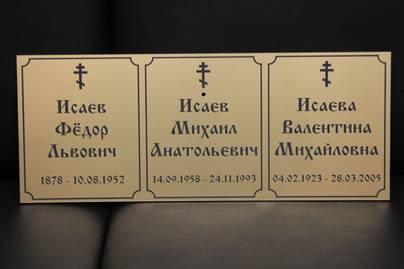 Исаев
Фёдор
Львович
1878 - 10.08.1952
Исаев
Михаил
Анатольевич
14.09.1958 - 24.11.1993
Исаева
Валентина
Михайловна
04.02.1923 - 28.03.2005